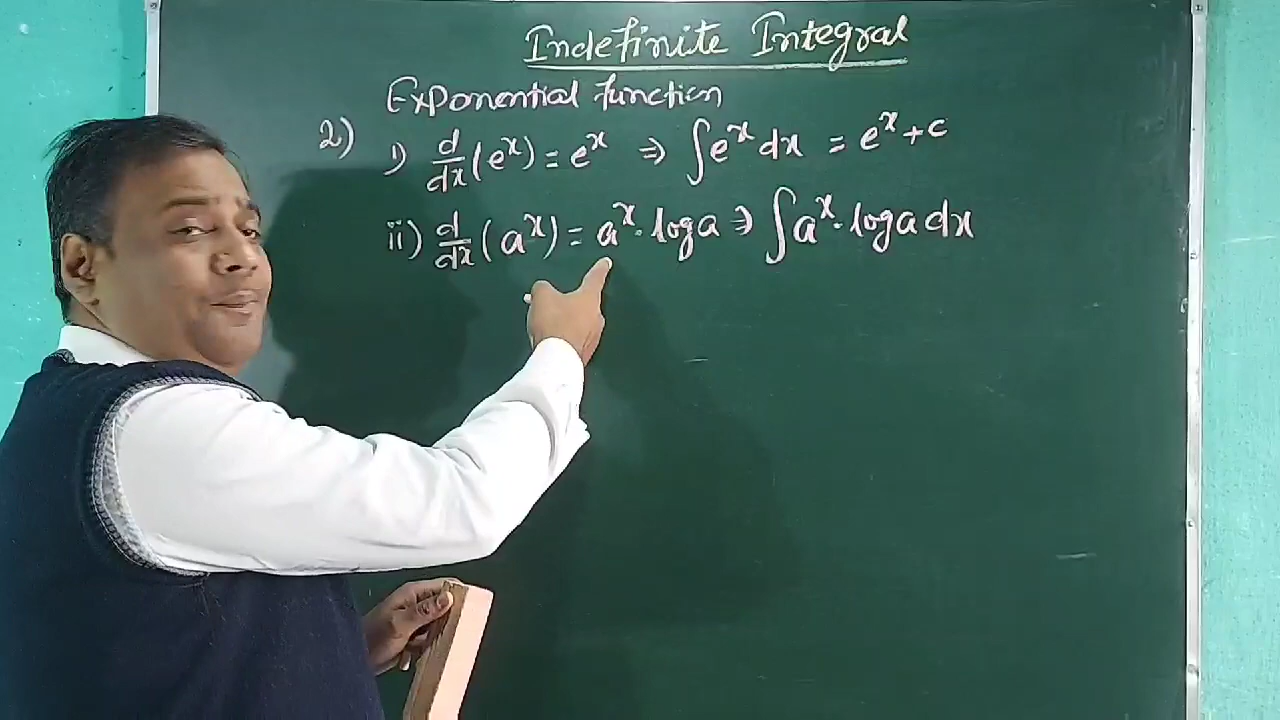 Indefinite Integral
Exponential function
2) i) d/dx (e^x) = e^x ⇒ ∫e^x dx = e^x + c
ii) d/dx (a^x) = a^x . log a ⇒ ∫a^x . log a dx